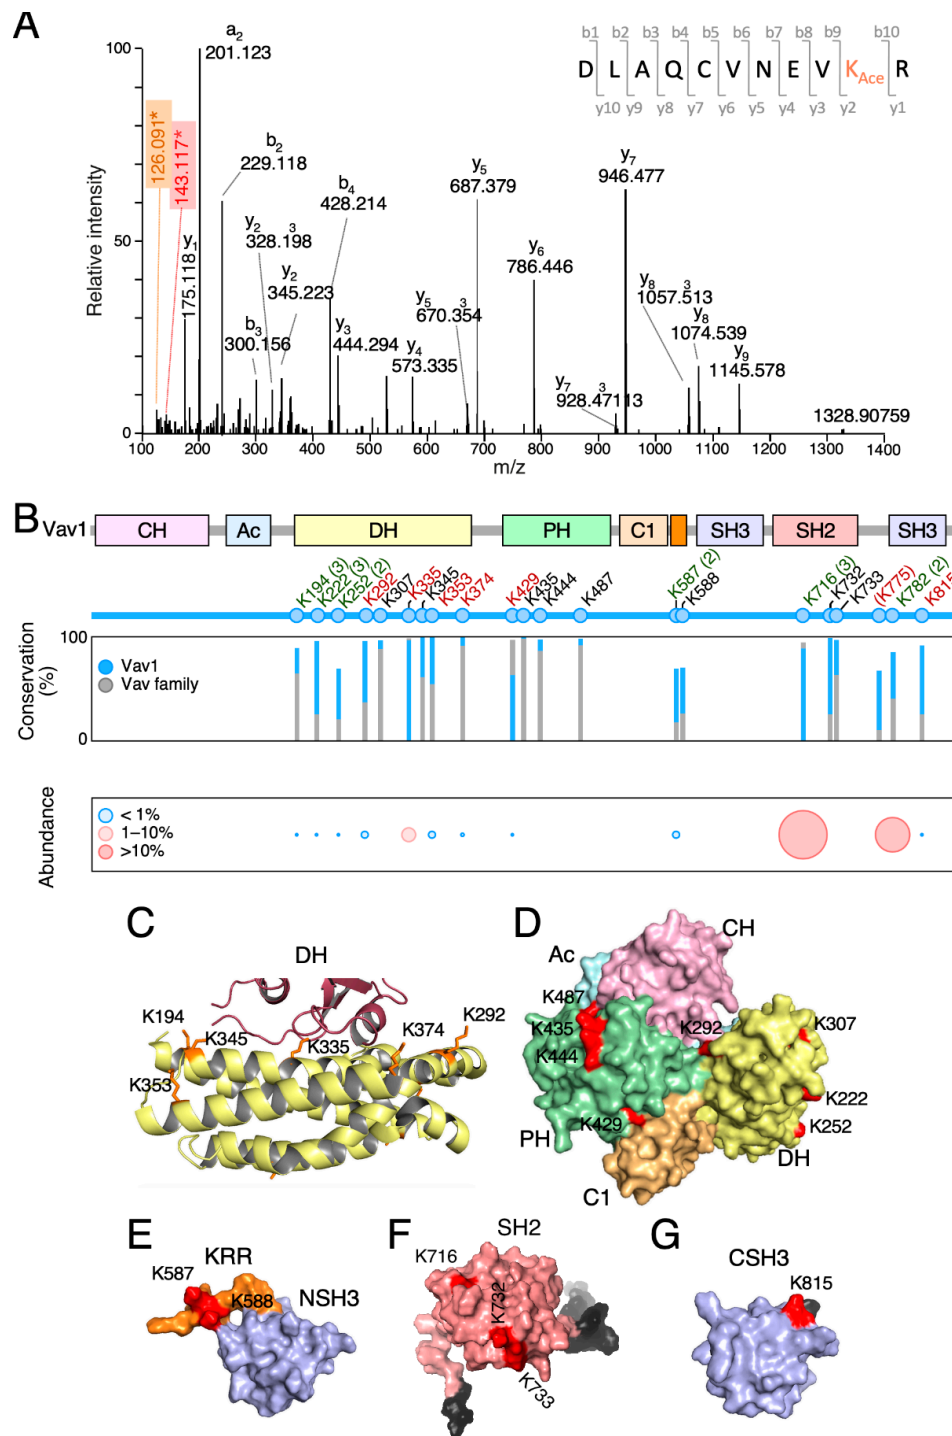 A
a2
201.123
126.091*
143.117*
y1
175.118
b2
229.118
b4
428.214
y2 3
328.198
y2
345.223
b3
300.156
y3
444.294
y4
573.335
y5 3
670.354
y5
687.379
y6
786.446
y7
946.477
y7 3
928.47113
y8 3
1057.513
y8
1074.539
y9
1145.578
1328.90759
b1 b2 b3 b4 b5 b6 b7 b8 b9 b10
D L A Q C V N E V KAce R
y10 y9 y8 y7 y6 y5 y4 y3 y2 y1
Relative intensity
100
50
0
100 200 300 400 500 600 700 800 900 1000 1100 1200 1300 1400
m/z
B
Vav1 CH Ac DH PH C1 SH3 SH2 SH3
K194 (3) K222 (3) K252 (2) K292 K307 K335 K345 K353 K374 K429 K435 K444 K487 K587 (2) K588 K716 (3) K732 K733 (K775) K782 (2) K815
Conservation
(%)
100
0
Vav1
Vav family
Abundance
< 1%
1–10%
>10%
C
DH
K194
K345
K335
K374
K292
K353
D
CH
Ac
K487
K435
K444
K292
K307
K222
K252
K429
PH
DH
C1
E
KRR
K587
K588
NSH3
F
SH2
K716
K732
K733
G
CSH3
K815